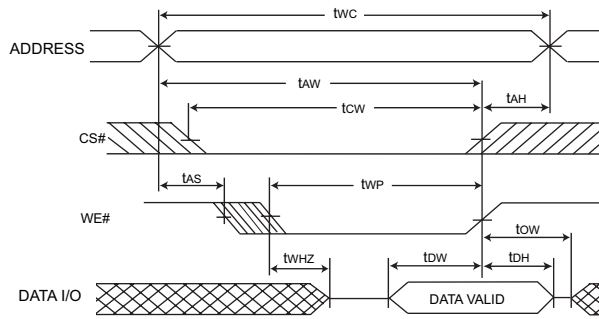 tWC
ADDRESS
tAW
tAH
tCW
CS#
tAS
tWP
WE#
tOW
tWHZ
tDW
tDH
DATA I/O
DATA VALID